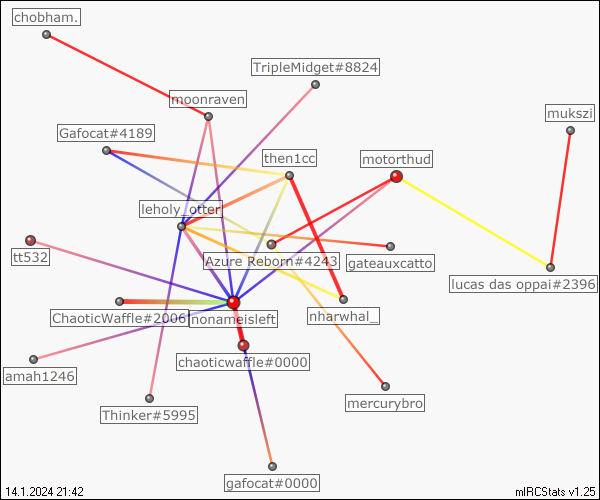 chobham.
TripleMidget#8824
moonraven
mukszi
Gafocat#4189
then1cc
motorthud
leholy_otter
tt532
Azure Reborn#4243
gateauxcatto
lucas das oppai#2396
ChaoticWaffle#2006
nonameisleft
nharwhal_
chaoticwaffle#0000
amah1246
Thinker#5995
mercurybro
gafocat#0000
14.1.2024 21:42
mIRCStats v1.25